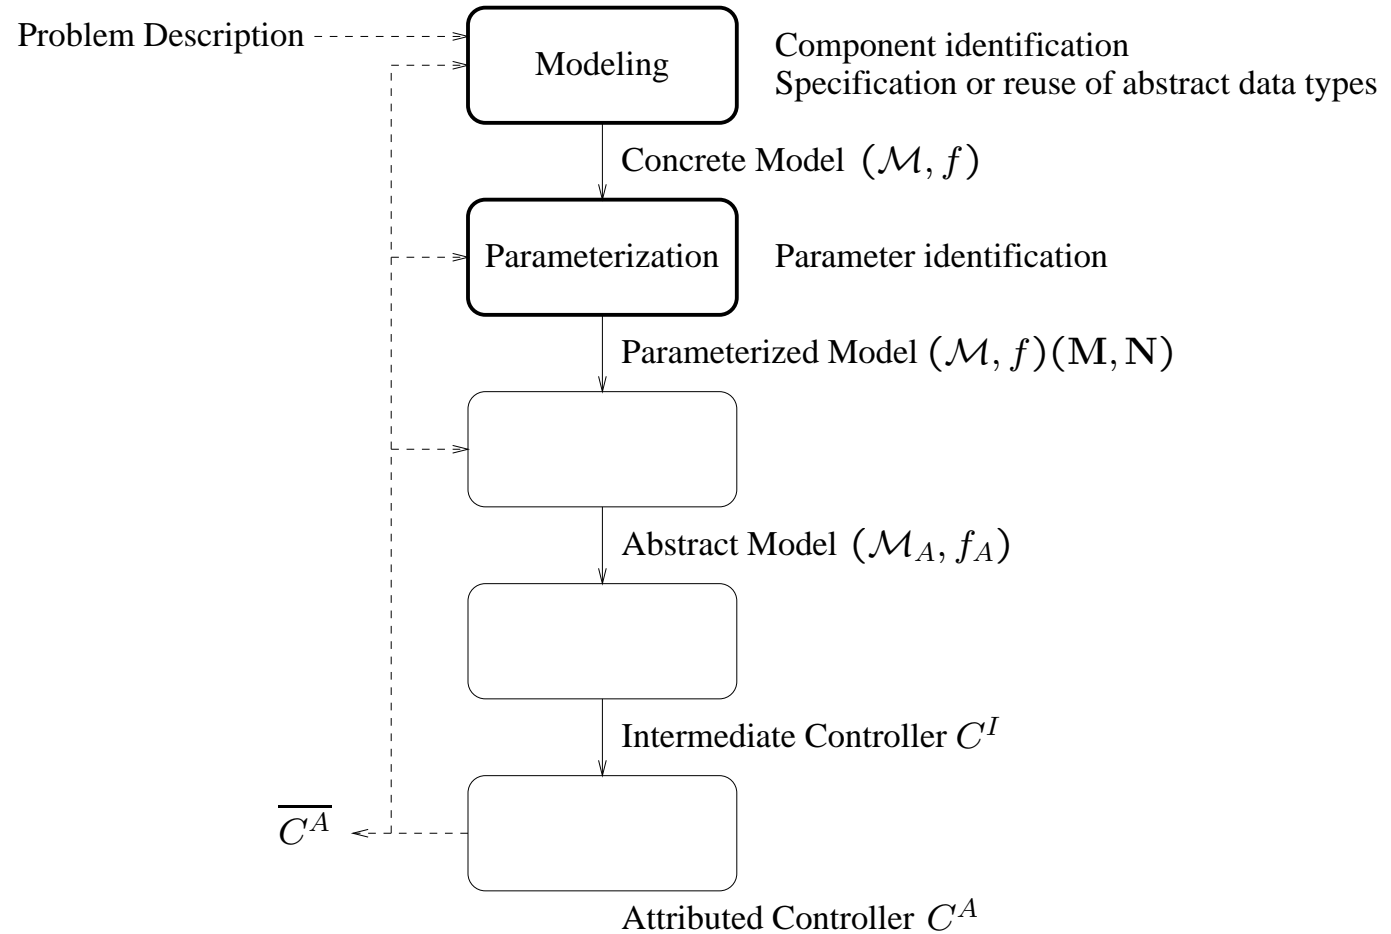 Problem Description
Modeling
Component identification
Specification or reuse of abstract data types
Concrete Model (ℳ, f)
Parameterization
Parameter identification
Parameterized Model (ℳ, f)(𝐌, 𝐍)
Abstract Model (ℳ_A, f_A)
Intermediate Controller C^I
\overline{C^A}
Attributed Controller C^A